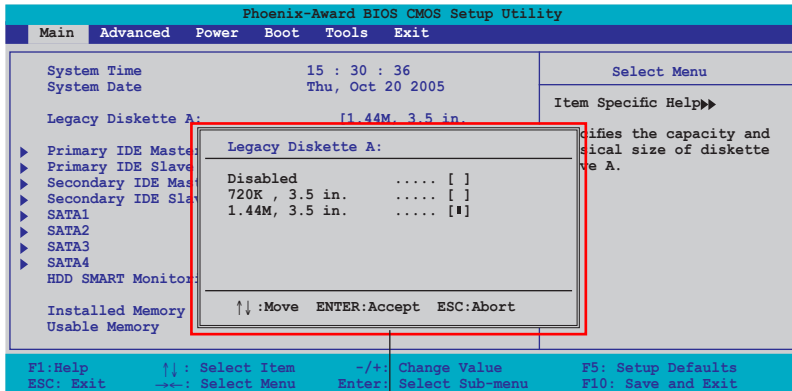 Phoenix-Award BIOS CMOS Setup Utility
Main Advanced Power Boot Tools Exit
System Time 15 : 30 : 36
System Date Thu, Oct 20 2005
Legacy Diskette A: [1.44M, 3.5 in.
Primary IDE Master
Primary IDE Slave
Secondary IDE Mas
Secondary IDE Sla
SATA1
SATA2
SATA3
SATA4
HDD SMART Monitori
Installed Memory
Usable Memory
Select Menu
Item Specific Help
cifies the capacity and
sical size of diskette
ve A.
Legacy Diskette A:
Disabled ..... [ ]
720K , 3.5 in. ..... [ ]
1.44M, 3.5 in. ..... [▮]
↑↓ :Move ENTER:Accept ESC:Abort
F1:Help ↑↓ : Select Item -/+: Change Value F5: Setup Defaults
ESC: Exit →←: Select Menu Enter: Select Sub-menu F10: Save and Exit